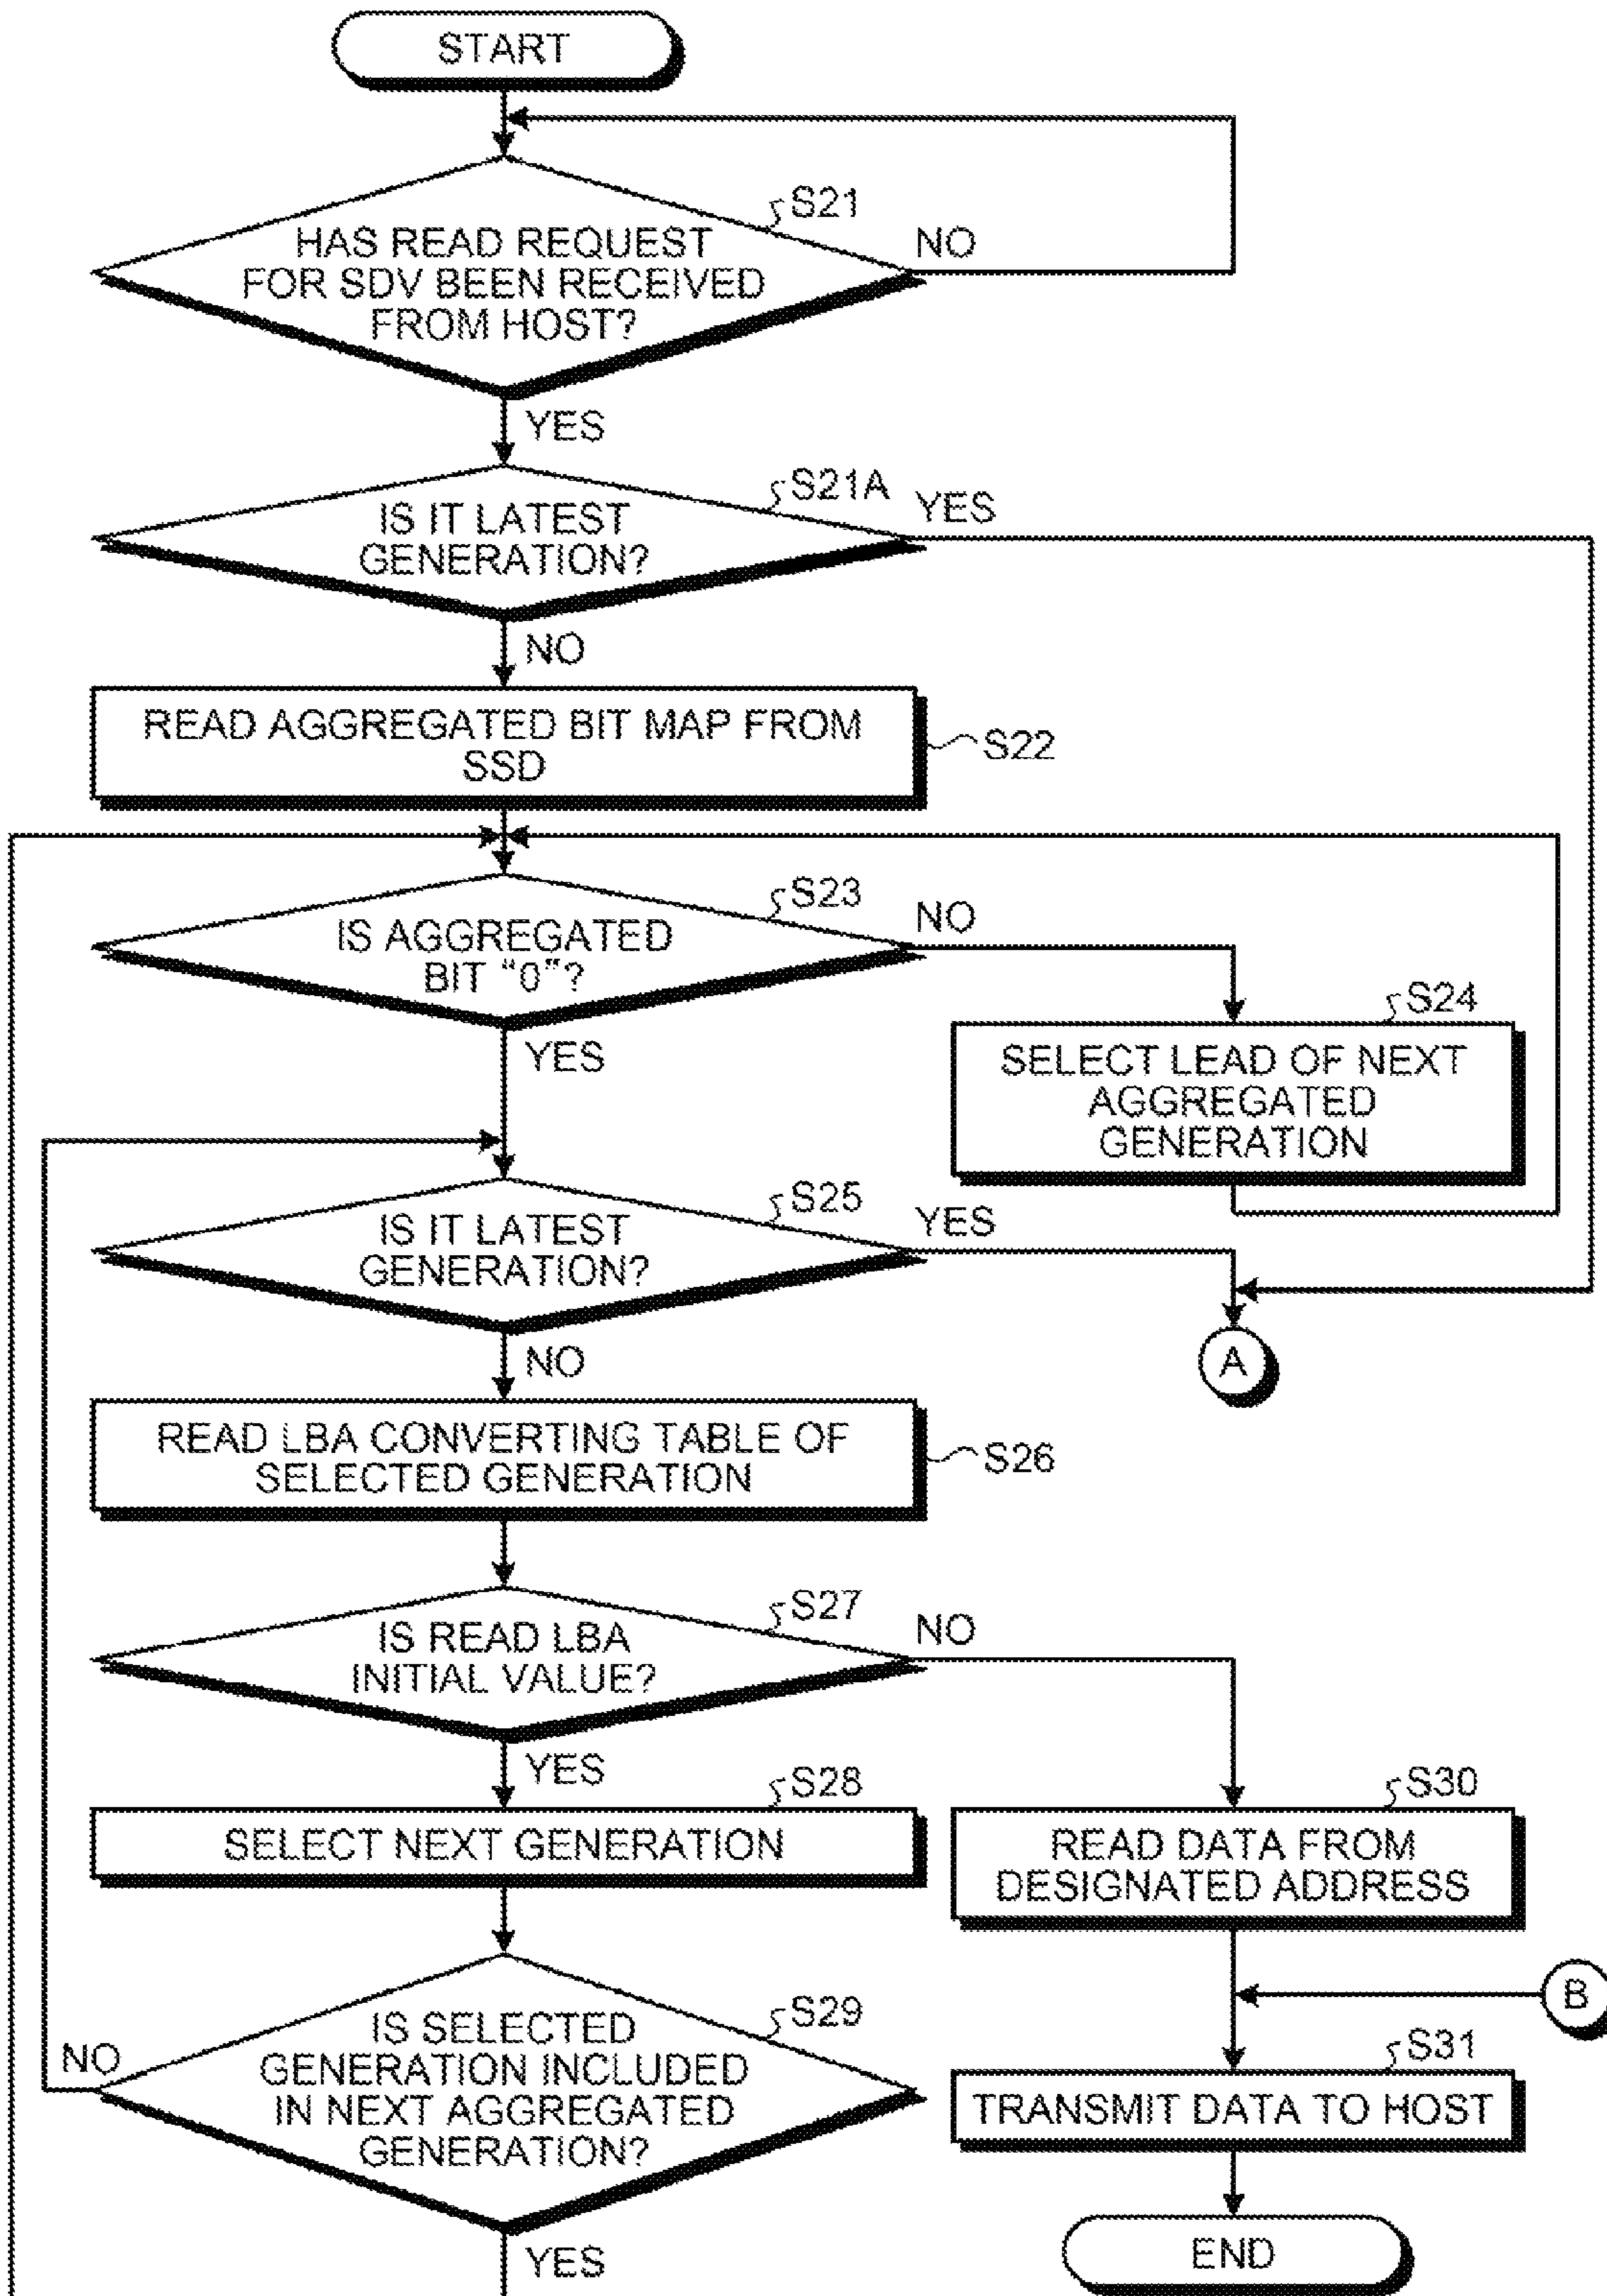 START
S21
HAS READ REQUEST
FOR SDV BEEN RECEIVED
FROM HOST?
NO
YES
S21A
IS IT LATEST
GENERATION?
YES
NO
READ AGGREGATED BIT MAP FROM
SSD
S22
S23
IS AGGREGATED
BIT “0”?
NO
YES
S24
SELECT LEAD OF NEXT
AGGREGATED
GENERATION
S25
IS IT LATEST
GENERATION?
YES
NO
A
READ LBA CONVERTING TABLE OF
SELECTED GENERATION
S26
S27
IS READ LBA
INITIAL VALUE?
NO
YES
S28
SELECT NEXT GENERATION
S30
READ DATA FROM
DESIGNATED ADDRESS
B
S29
IS SELECTED
GENERATION INCLUDED
IN NEXT AGGREGATED
GENERATION?
NO
YES
S31
TRANSMIT DATA TO HOST
END